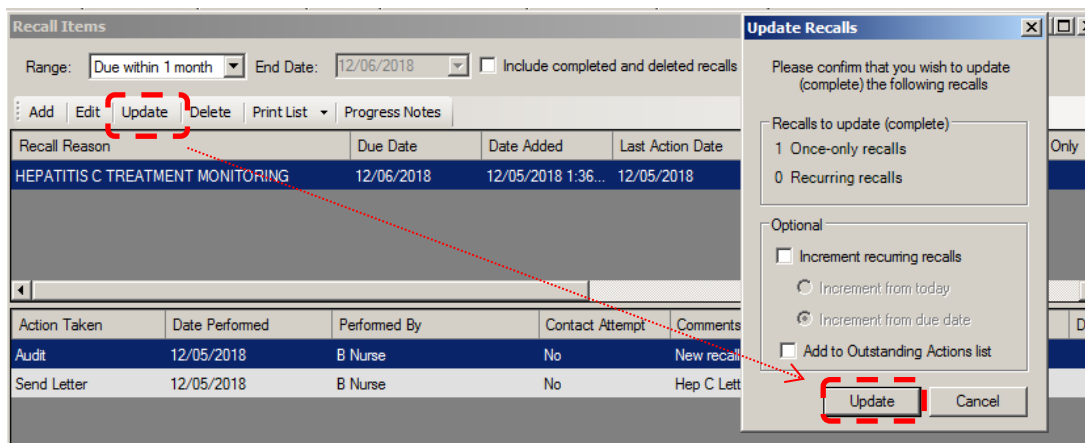 Recall Items
Range: Due within 1 month End Date: 12/06/2018 Include completed and deleted recalls
Add Edit Update Delete Print List Progress Notes
Recall Reason Due Date Date Added Last Action Date Only
HEPATITIS C TREATMENT MONITORING 12/06/2018 12/05/2018 1:36... 12/05/2018
Action Taken Date Performed Performed By Contact Attempt Comments D
Audit 12/05/2018 B Nurse No New recall
Send Letter 12/05/2018 B Nurse No Hep C Lett
Update Recalls
Please confirm that you wish to update
(complete) the following recalls
Recalls to update (complete)
1 Once-only recalls
0 Recurring recalls
Optional
Increment recurring recalls
Increment from today
Increment from due date
Add to Outstanding Actions list
Update Cancel